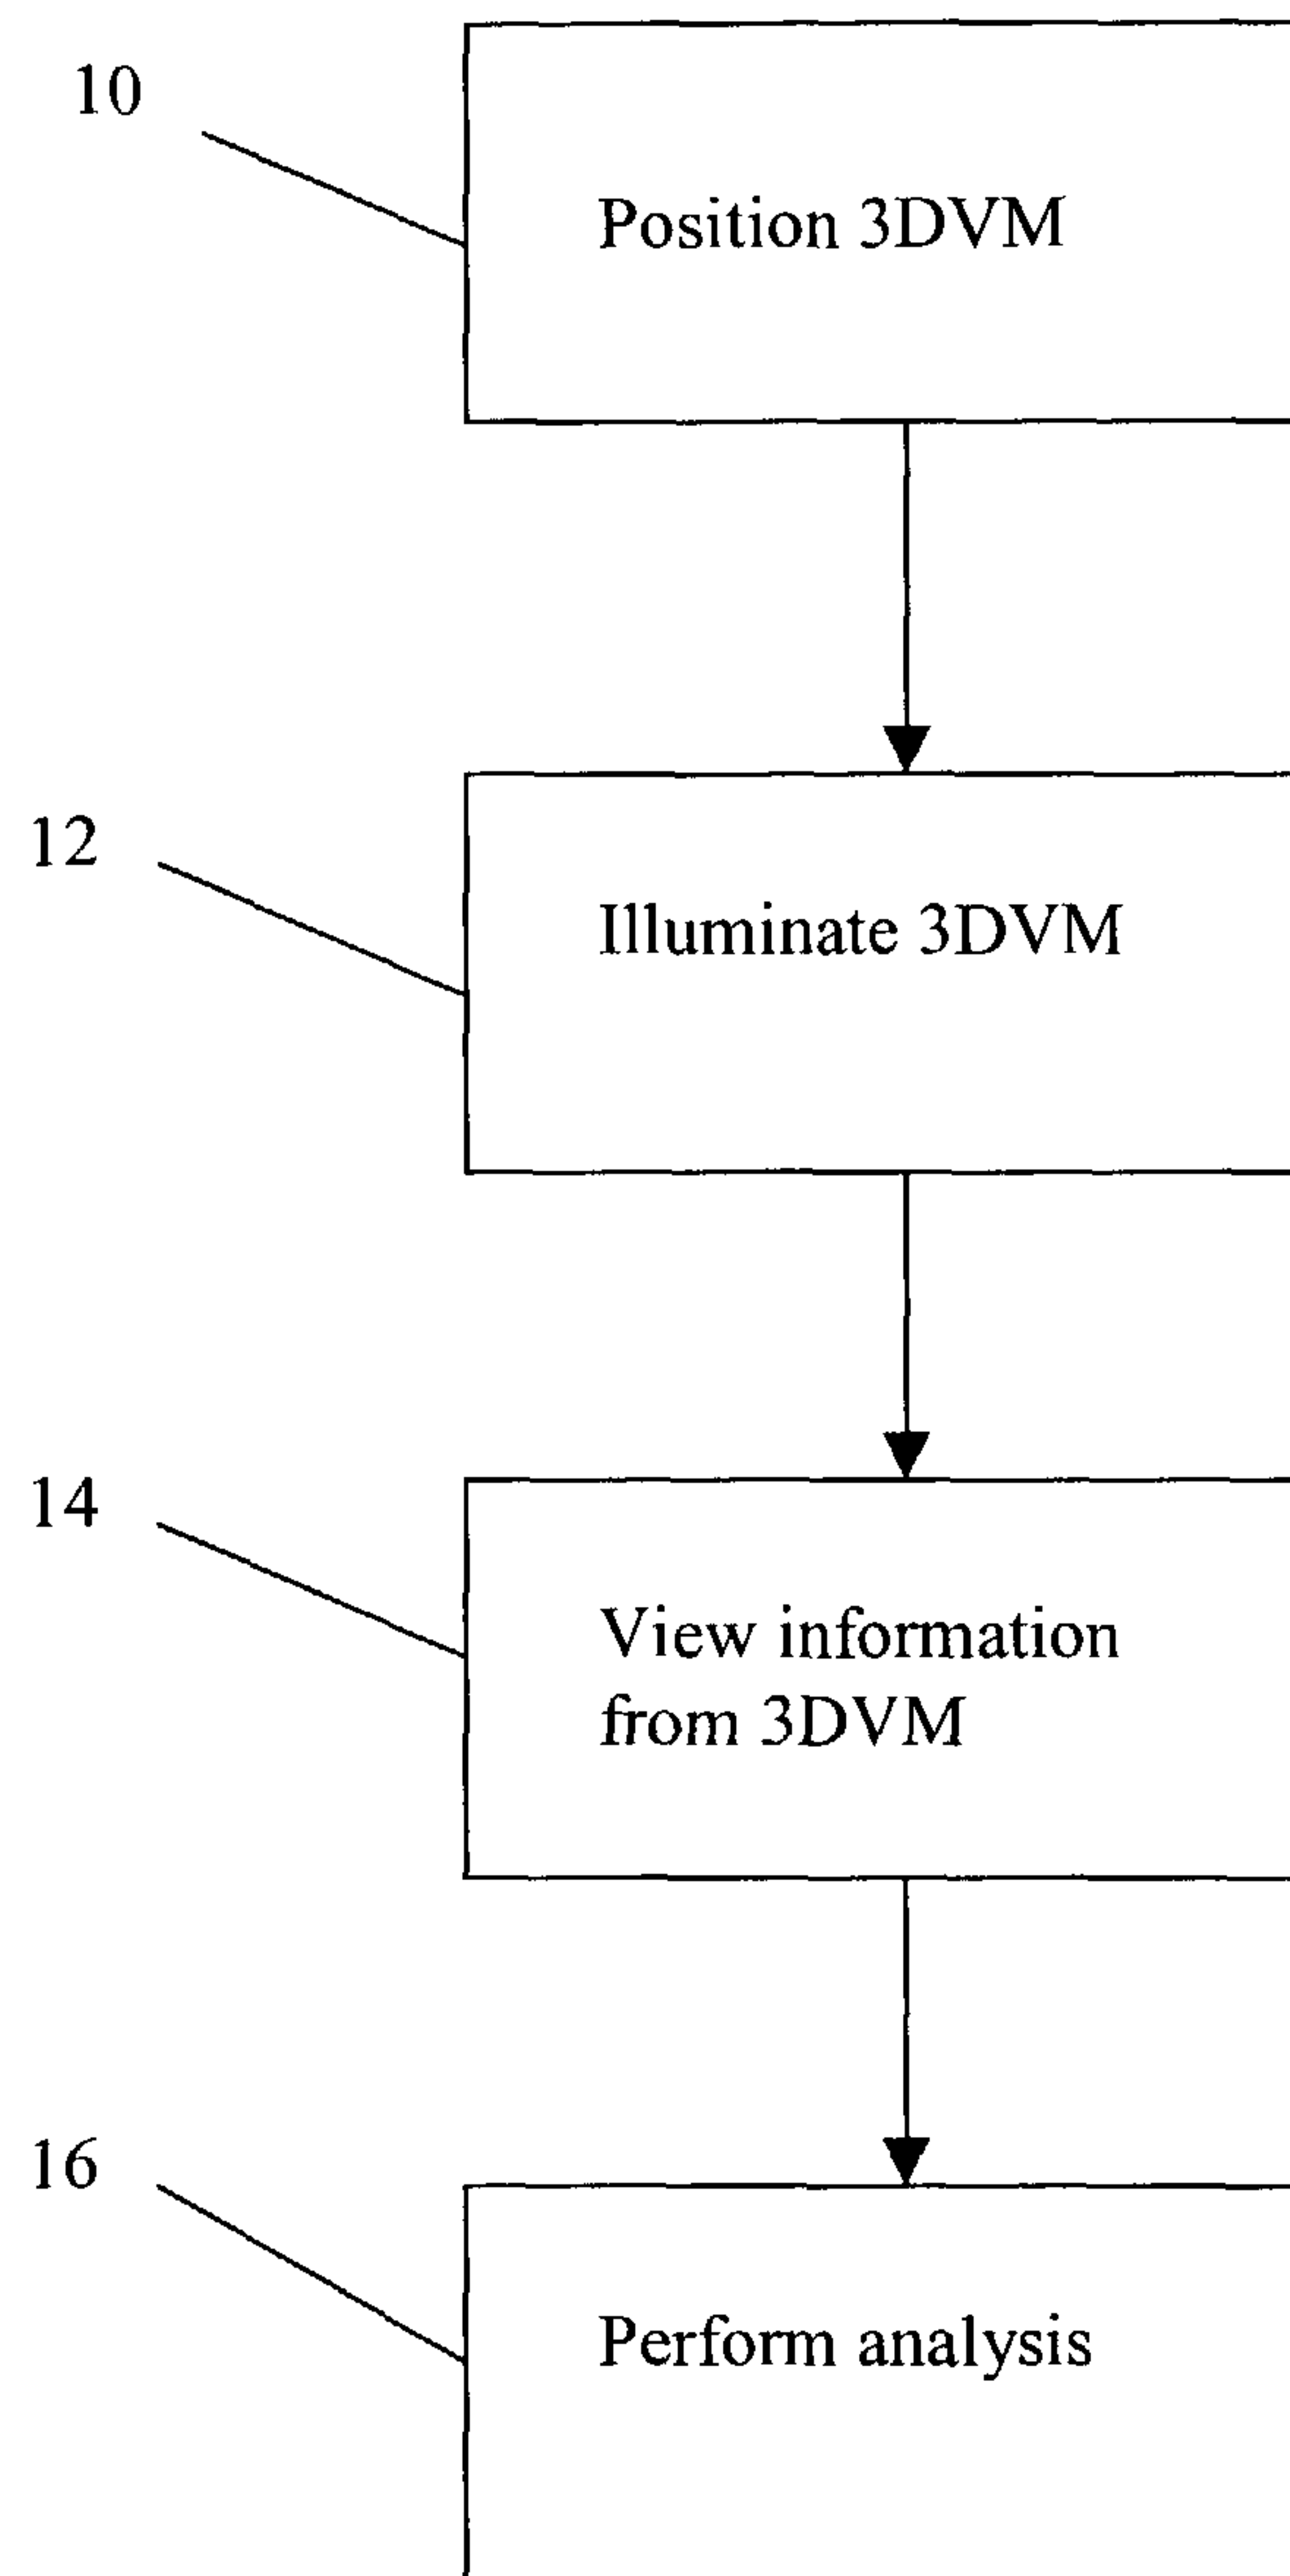 10
Position 3DVM
12
Illuminate 3DVM
14
View information
from 3DVM
16
Perform analysis